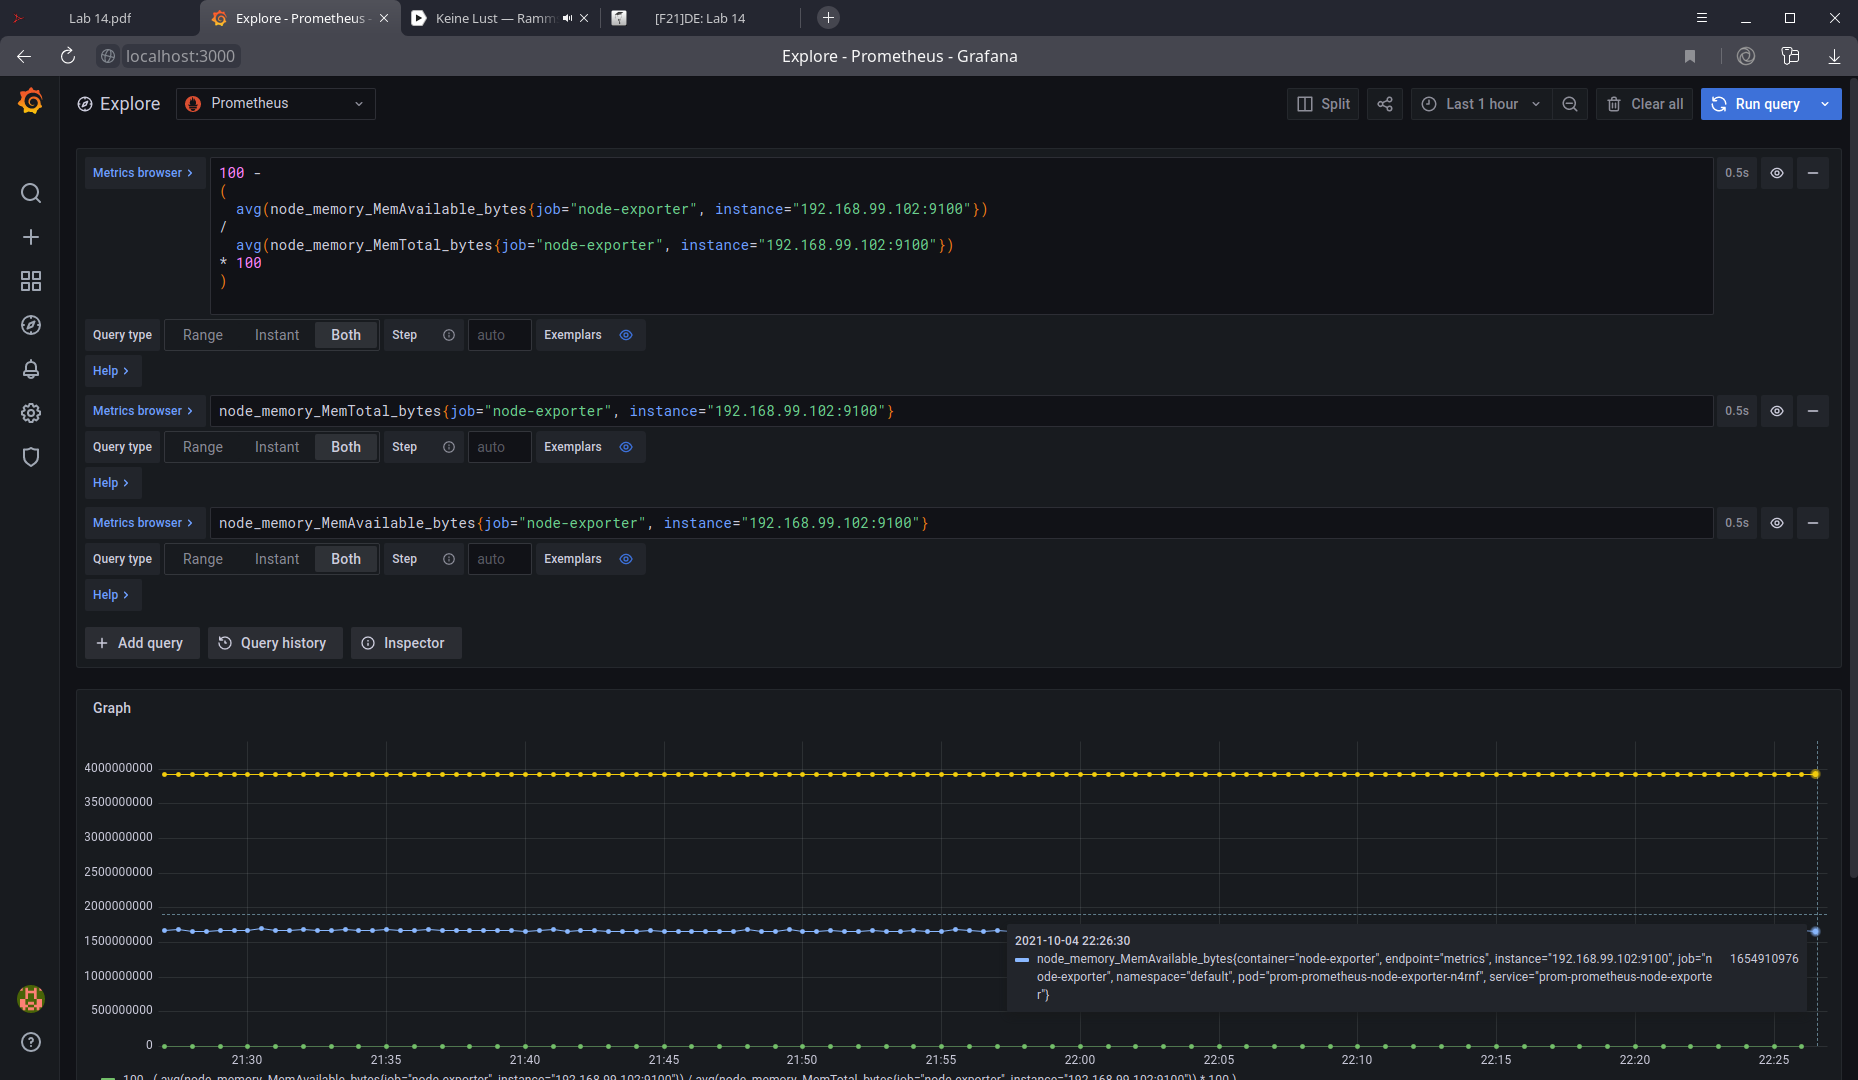 Lab 14.pdf
Explore - Prometheus -
Keine Lust — Ramm
[F21]DE: Lab 14
localhost:3000
Explore - Prometheus - Grafana
Explore
Prometheus
Split
Last 1 hour
Clear all
Run query
Metrics browser >
100 -
(
avg(node_memory_MemAvailable_bytes{job="node-exporter", instance="192.168.99.102:9100"})
/
avg(node_memory_MemTotal_bytes{job="node-exporter", instance="192.168.99.102:9100"})
* 100
)
0.5s
Query type Range Instant Both Step auto Exemplars
Help >
Metrics browser > node_memory_MemTotal_bytes{job="node-exporter", instance="192.168.99.102:9100"} 0.5s
Query type Range Instant Both Step auto Exemplars
Help >
Metrics browser > node_memory_MemAvailable_bytes{job="node-exporter", instance="192.168.99.102:9100"} 0.5s
Query type Range Instant Both Step auto Exemplars
Help >
+ Add query
Query history
Inspector
Graph
4000000000
3500000000
3000000000
2500000000
2000000000
1500000000
1000000000
500000000
0
2021-10-04 22:26:30
node_memory_MemAvailable_bytes{container="node-exporter", endpoint="metrics", instance="192.168.99.102:9100", job="n 1654910976
ode-exporter", namespace="default", pod="prom-prometheus-node-exporter-n4rnf", service="prom-prometheus-node-exporte
r"}
21:30 21:35 21:40 21:45 21:50 21:55 22:00 22:05 22:10 22:15 22:20 22:25
100 - ( avg(node_memory_MemAvailable_bytes{job="node-exporter", instance="192.168.99.102:9100"}) / avg(node_memory_MemTotal_bytes{job="node-exporter", instance="192.168.99.102:9100"}) * 100 )